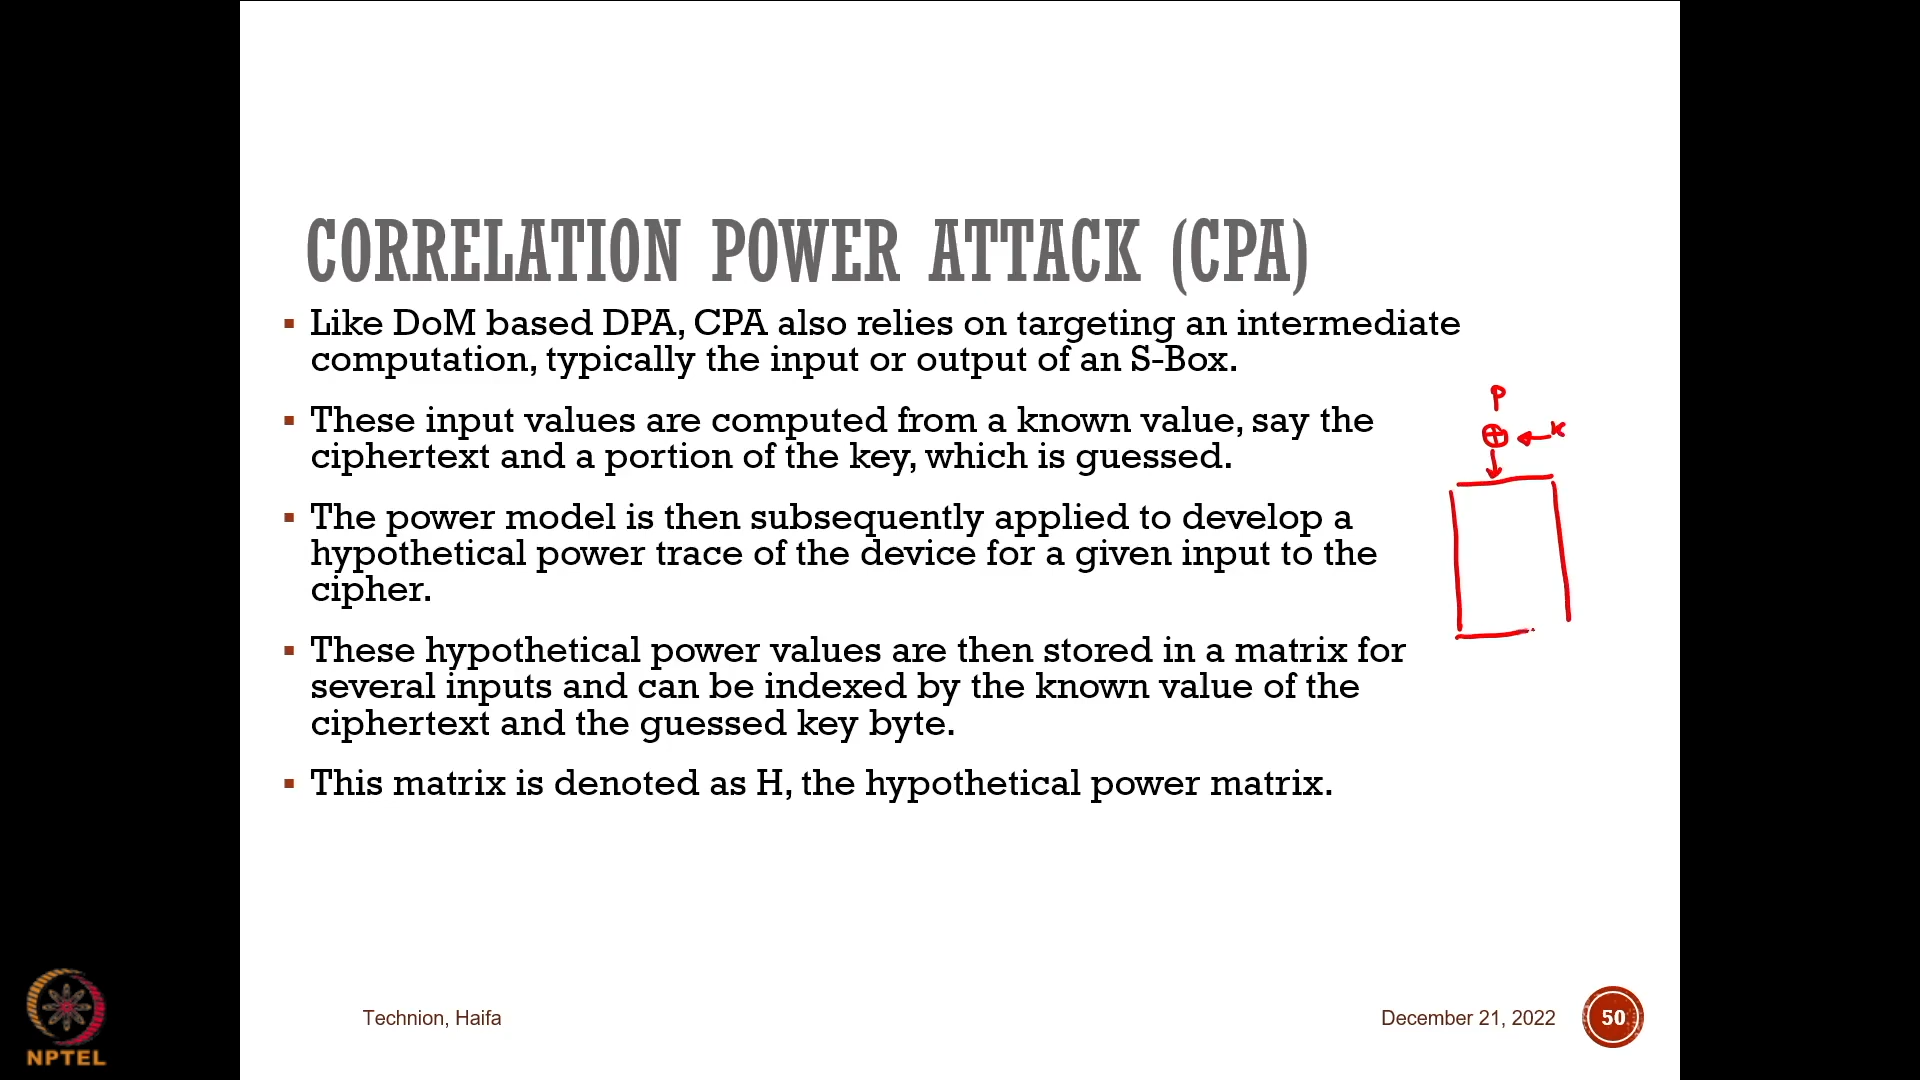 CORRELATION POWER ATTACK (CPA)
▪ Like DoM based DPA, CPA also relies on targeting an intermediate
computation, typically the input or output of an S-Box.
▪ These input values are computed from a known value, say the
ciphertext and a portion of the key, which is guessed.
▪ The power model is then subsequently applied to develop a
hypothetical power trace of the device for a given input to the
cipher.
▪ These hypothetical power values are then stored in a matrix for
several inputs and can be indexed by the known value of the
ciphertext and the guessed key byte.
▪ This matrix is denoted as H, the hypothetical power matrix.
P
⊕ ← K
Technion, Haifa
December 21, 2022
50
NPTEL